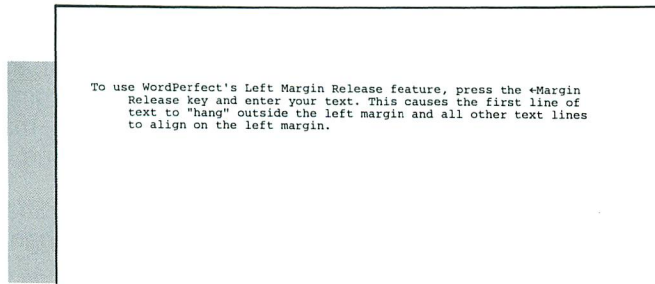 To use WordPerfect's Left Margin Release feature, press the ←Margin
Release key and enter your text. This causes the first line of
text to "hang" outside the left margin and all other text lines
to align on the left margin.